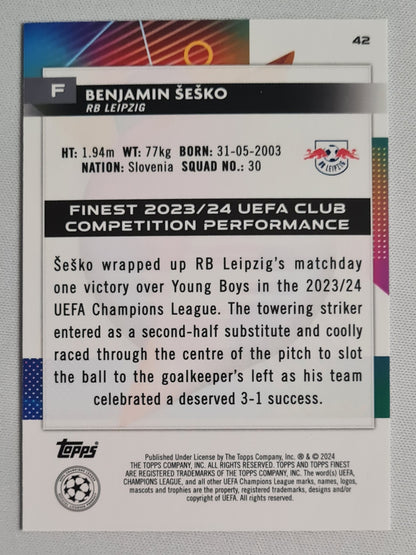 42
F
BENJAMIN ŠEŠKO
RB LEIPZIG
HT: 1.94m WT: 77kg BORN: 31-05-2003
NATION: Slovenia SQUAD NO.: 30
RB LEIPZIG
FINEST 2023/24 UEFA CLUB
COMPETITION PERFORMANCE
Šeško wrapped up RB Leipzig's matchday
one victory over Young Boys in the 2023/24
UEFA Champions League. The towering striker
entered as a second-half substitute and coolly
raced through the centre of the pitch to slot
the ball to the goalkeeper's left as his team
celebrated a deserved 3-1 success.
Topps
Published Under License by The Topps Company, Inc. ® & © 2024
THE TOPPS COMPANY, INC. ALL RIGHTS RESERVED. TOPPS AND TOPPS FINEST
ARE REGISTERED TRADEMARKS OF THE TOPPS COMPANY, INC. The word(s) UEFA,
CHAMPIONS LEAGUE, and all other UEFA Champions League marks, names, logos,
mascots and trophies are the property, registered trademarks, designs and/or
copyright of UEFA. All rights reserved.